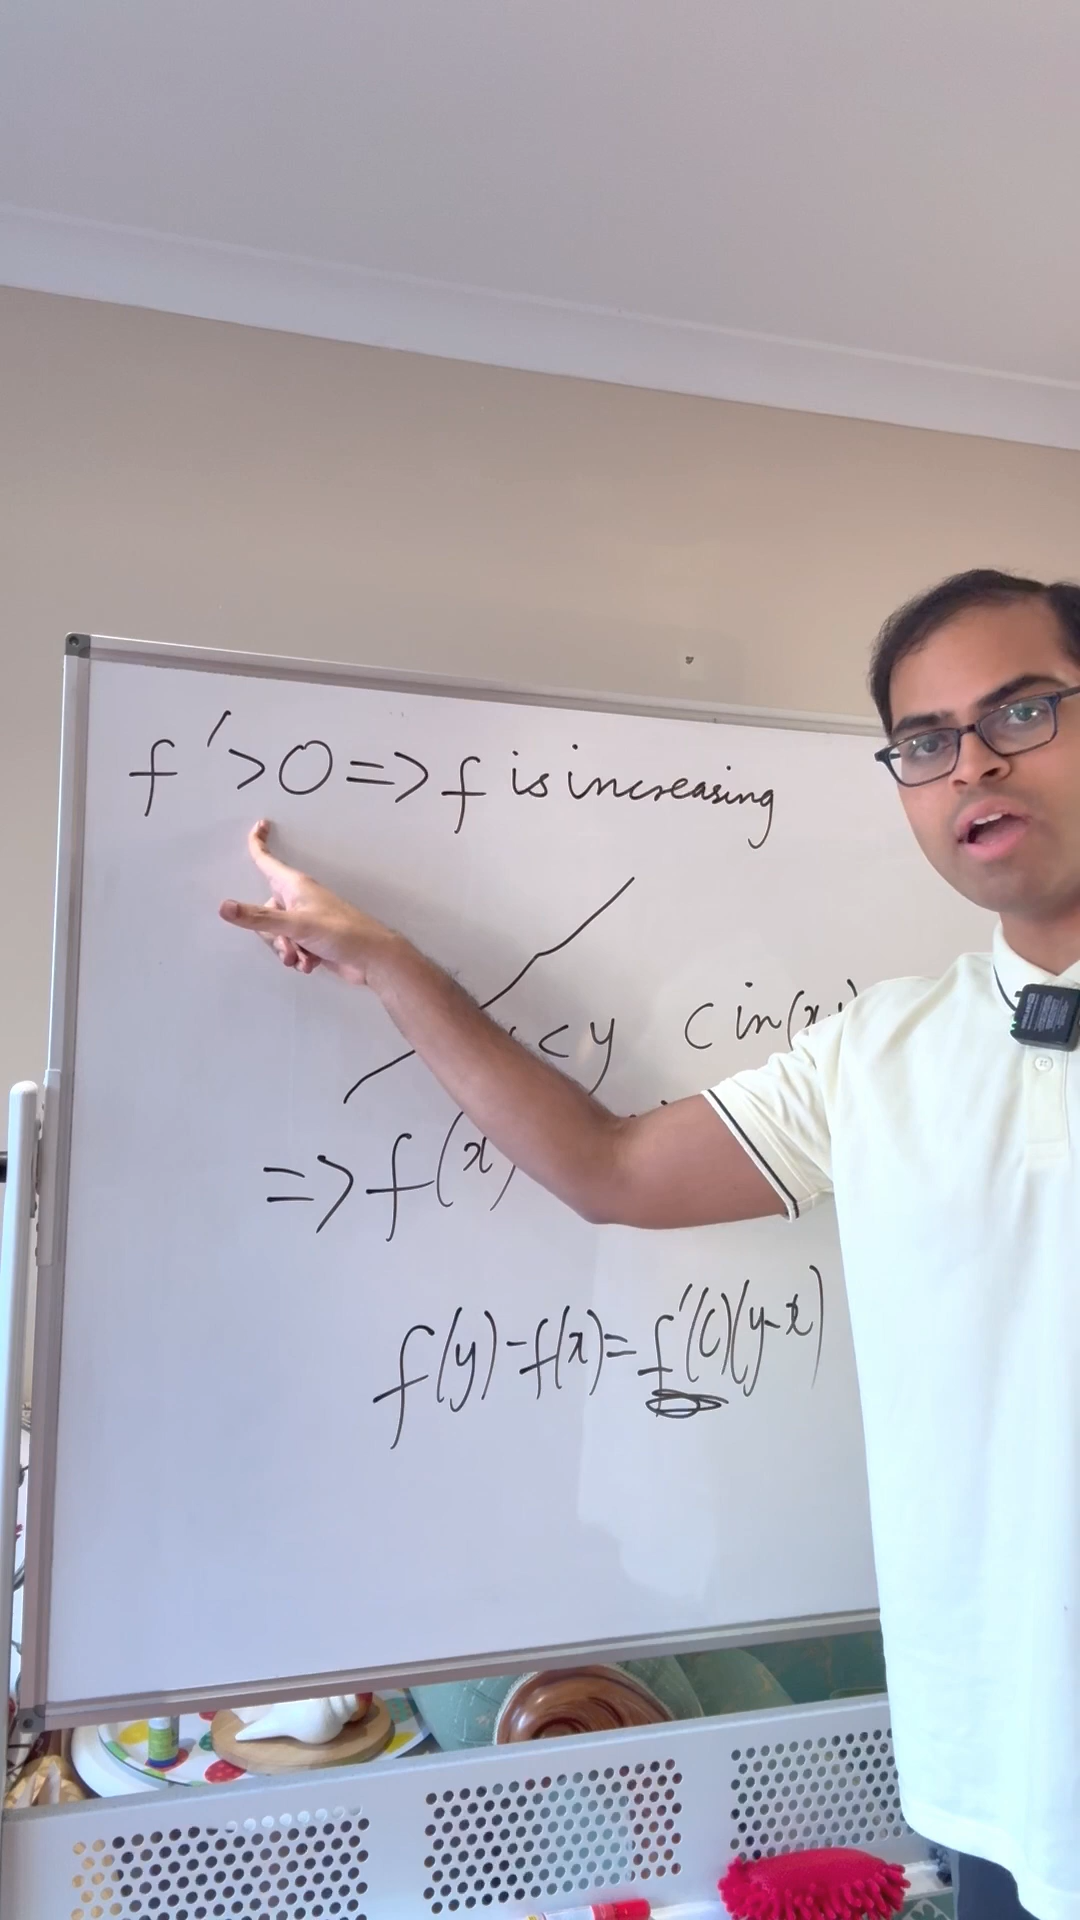 f' > 0 => f is increasing
< y c in (x,
=> f(x)
f(y) - f(x) = f'(c)(y-x)